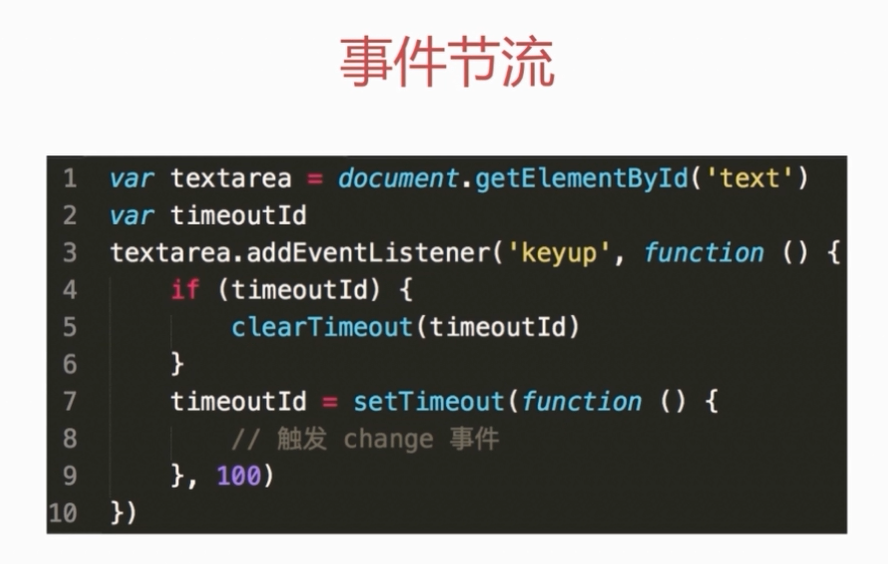 事件节流
1 var textarea = document.getElementById('text')
2 var timeoutId
3 textarea.addEventListener('keyup', function () {
4     if (timeoutId) {
5         clearTimeout(timeoutId)
6     }
7     timeoutId = setTimeout(function () {
8         // 触发 change 事件
9     }, 100)
10 })